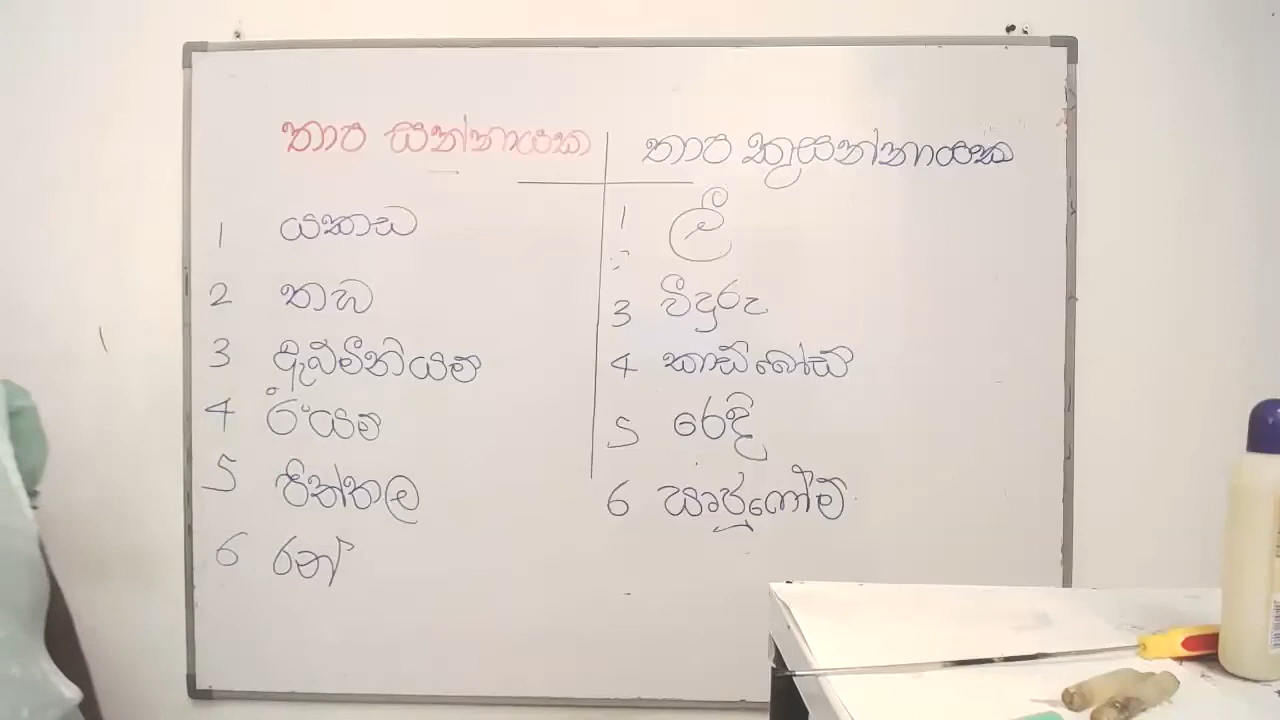 තාප සන්නායක
තාප කුසන්නායක
1 යකඩ
2 තඹ
3 ඇළුමීනියම්
4 ඊයම්
5 පිත්තල
6 රන්
1 ලී
3 වීදුරු
4 කාඩ්බෝඩ්
5 රෙදි
6 ෆෝම්